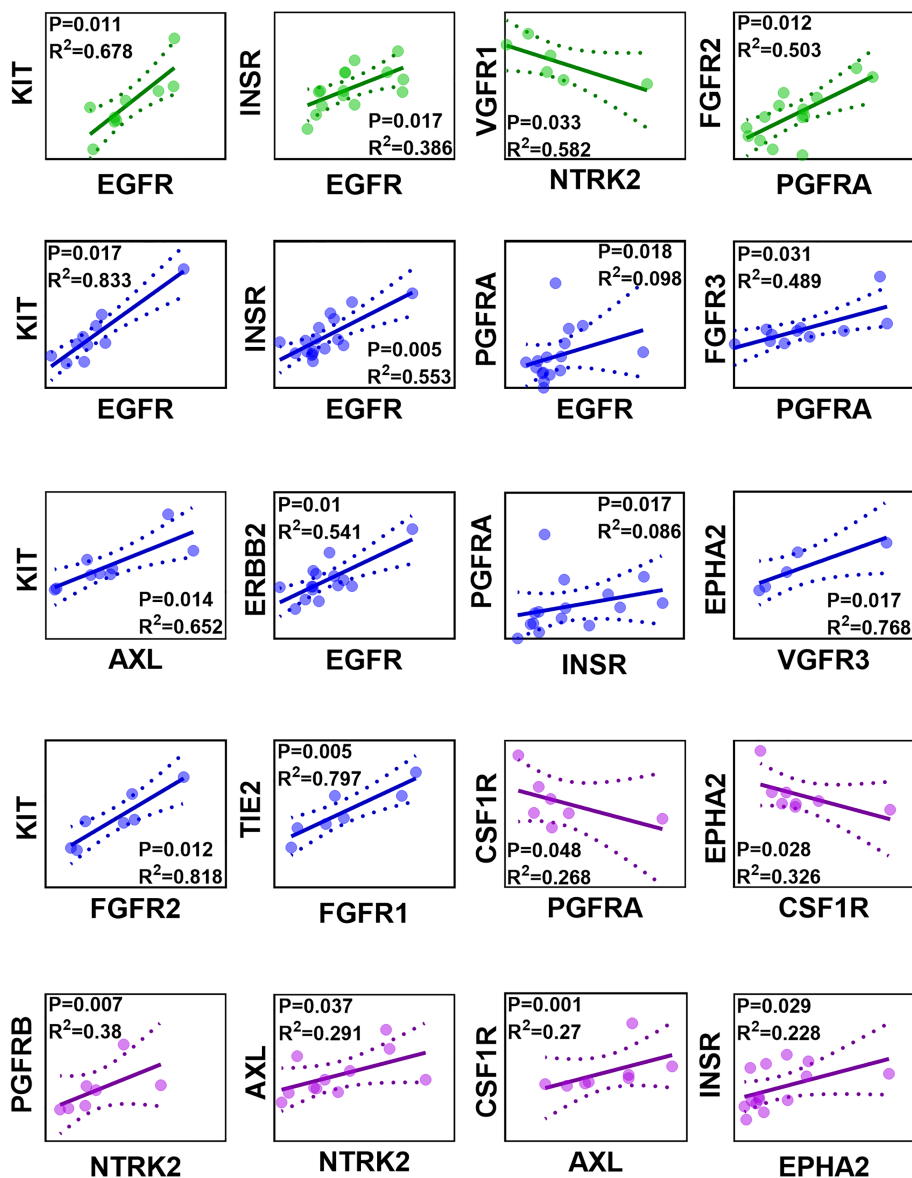 KIT
P=0.011
R²=0.678
EGFR
INSR
P=0.017
R²=0.386
EGFR
VGFR1
P=0.033
R²=0.582
NTRK2
FGFR2
P=0.012
R²=0.503
PGFRA
KIT
P=0.017
R²=0.833
EGFR
INSR
P=0.005
R²=0.553
EGFR
PGFRA
P=0.018
R²=0.098
EGFR
FGFR3
P=0.031
R²=0.489
PGFRA
KIT
P=0.014
R²=0.652
AXL
ERBB2
P=0.01
R²=0.541
EGFR
PGFRA
P=0.017
R²=0.086
INSR
EPHA2
P=0.017
R²=0.768
VGFR3
KIT
P=0.012
R²=0.818
FGFR2
TIE2
P=0.005
R²=0.797
FGFR1
CSF1R
P=0.048
R²=0.268
PGFRA
EPHA2
P=0.028
R²=0.326
CSF1R
PGFRB
P=0.007
R²=0.38
NTRK2
AXL
P=0.037
R²=0.291
NTRK2
CSF1R
P=0.001
R²=0.27
AXL
INSR
P=0.029
R²=0.228
EPHA2